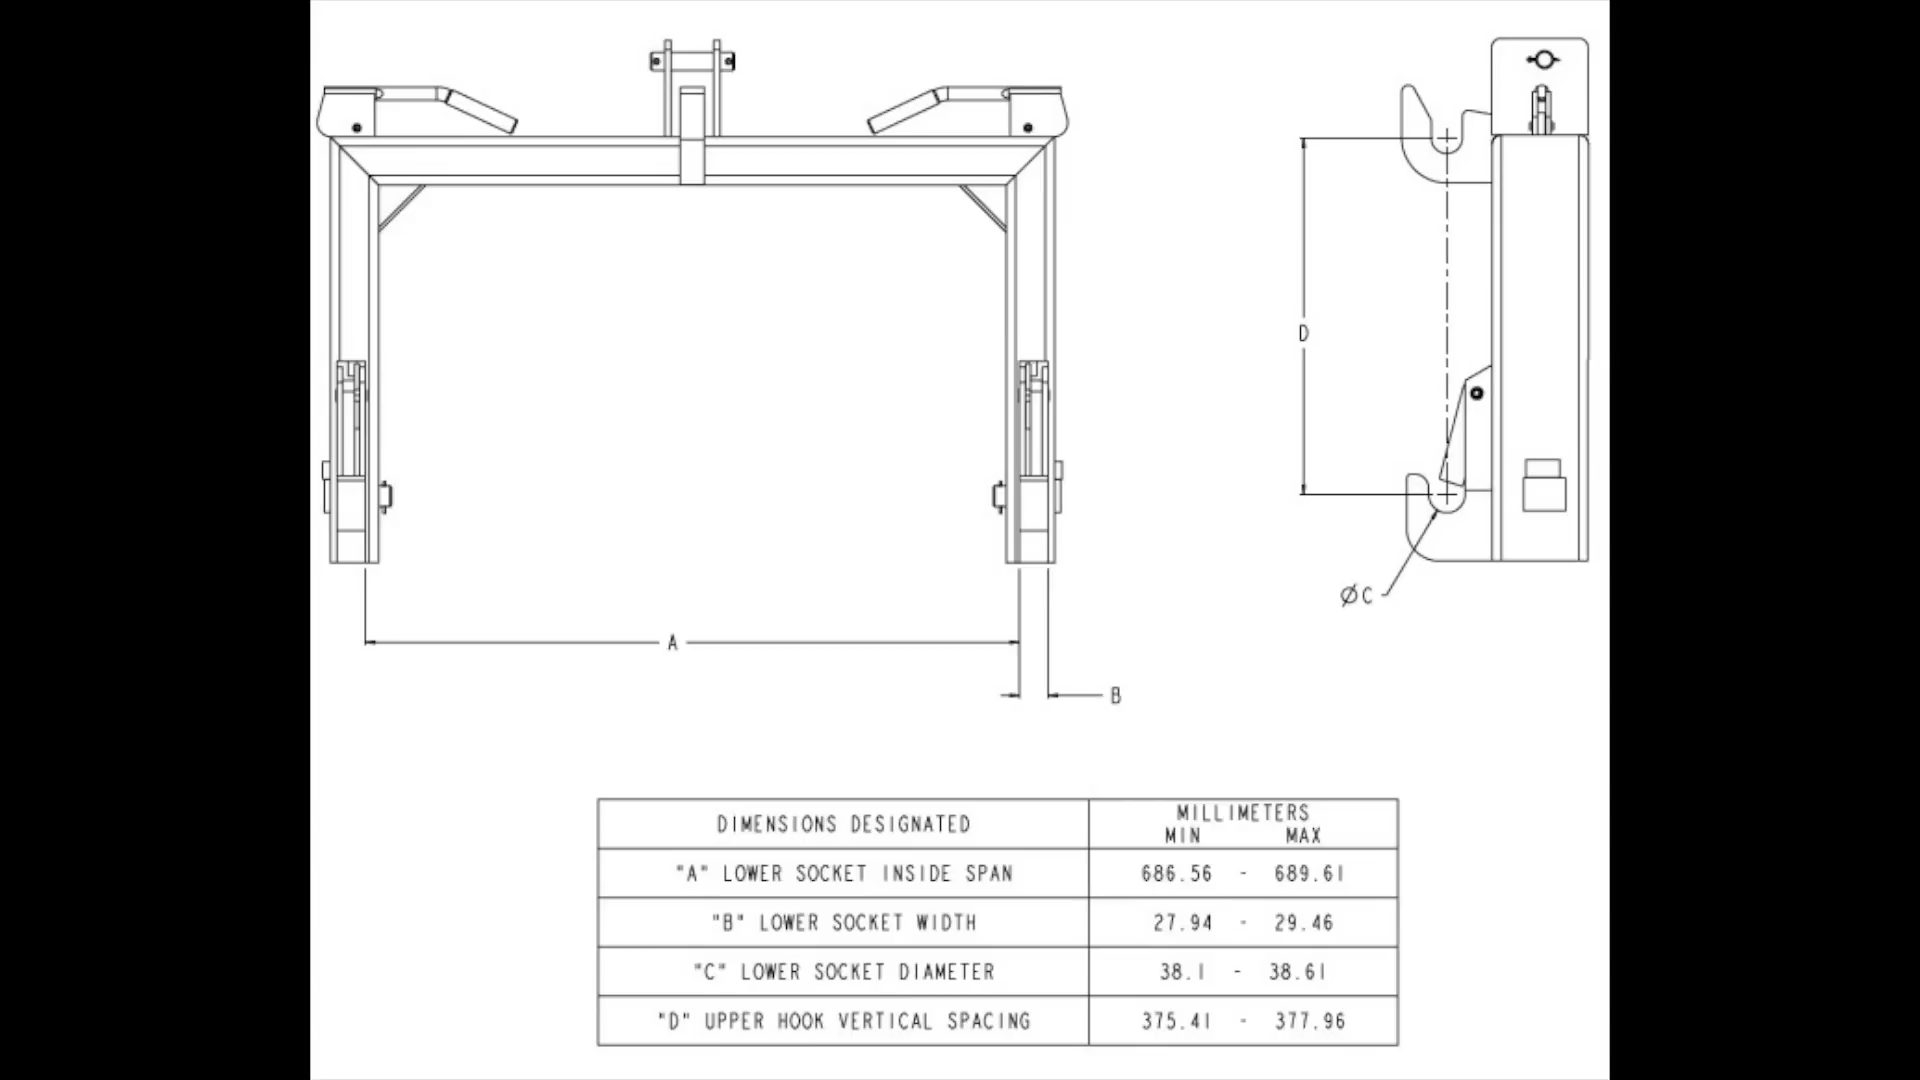 D
ØC
A
B
DIMENSIONS DESIGNATED
MILLIMETERS
MIN MAX
"A" LOWER SOCKET INSIDE SPAN 686.56 - 689.61
"B" LOWER SOCKET WIDTH 27.94 - 29.46
"C" LOWER SOCKET DIAMETER 38.1 - 38.61
"D" UPPER HOOK VERTICAL SPACING 375.41 - 377.96